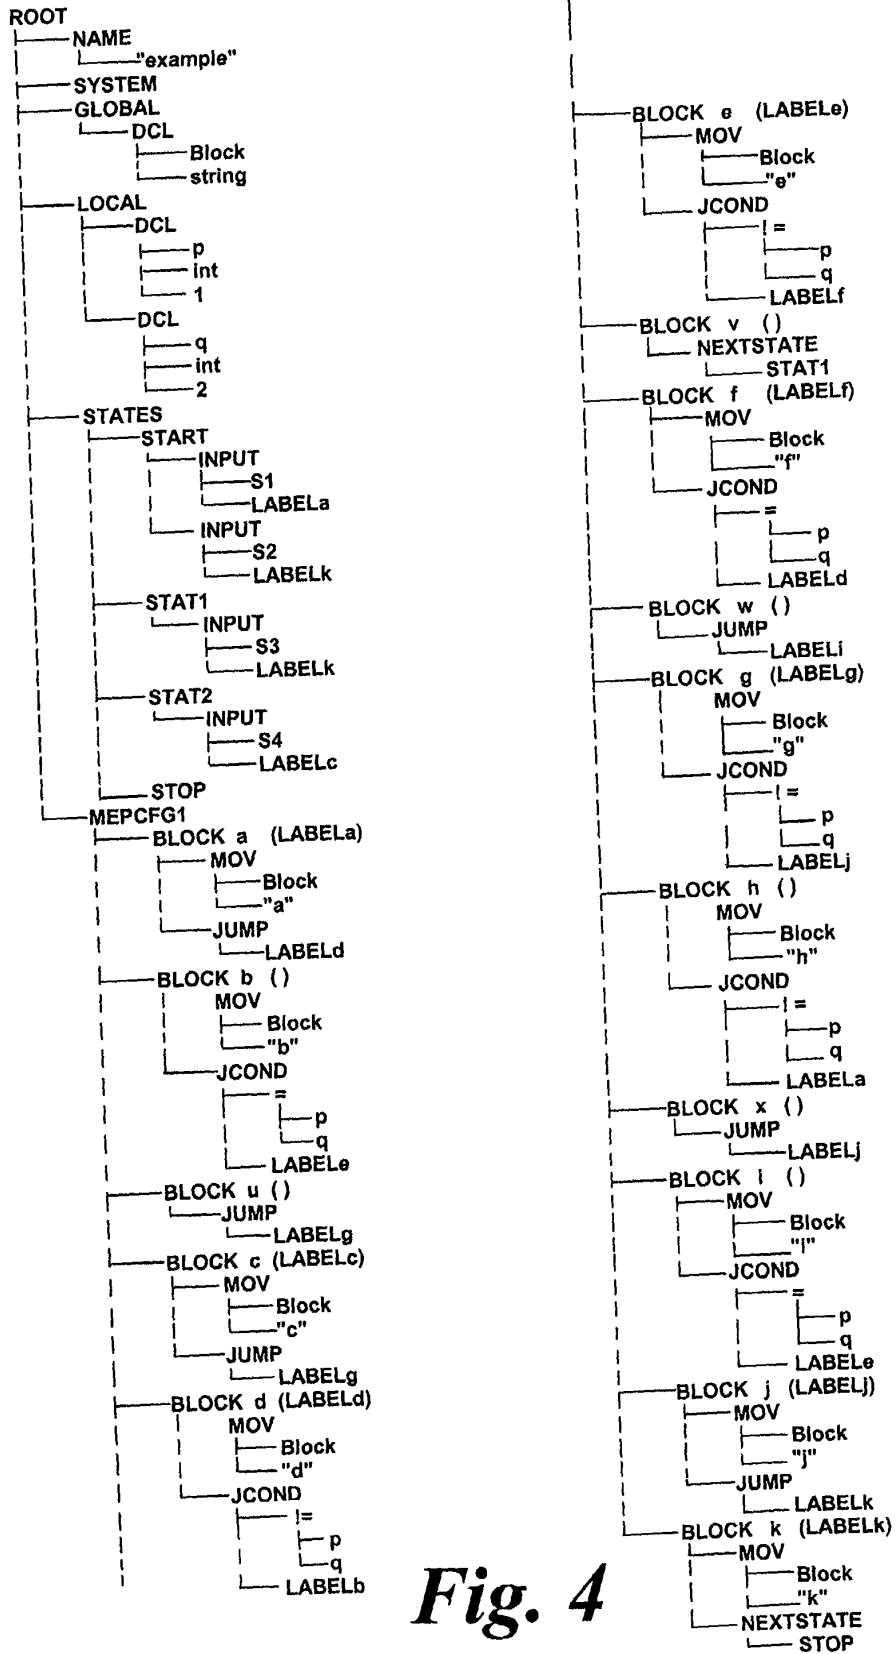 ROOT
NAME
"example"
SYSTEM
GLOBAL
DCL
Block
string
LOCAL
DCL
p
int
1
DCL
q
int
2
STATES
START
INPUT
S1
LABELa
INPUT
S2
LABELk
STAT1
INPUT
S3
LABELk
STAT2
INPUT
S4
LABELc
STOP
MEPCFG1
BLOCK a (LABELa)
MOV
Block
"a"
JUMP
LABELd
BLOCK b ()
MOV
Block
"b"
JCOND
=
p
q
LABELe
BLOCK u ()
JUMP
LABELg
BLOCK c (LABELc)
MOV
Block
"c"
JUMP
LABELg
BLOCK d (LABELd)
MOV
Block
"d"
JCOND
!=
p
q
LABELb
BLOCK e (LABELe)
MOV
Block
"e"
JCOND
!=
p
q
LABELf
BLOCK v ()
NEXTSTATE
STAT1
BLOCK f (LABELf)
MOV
Block
"f"
JCOND
=
p
q
LABELd
BLOCK w ()
JUMP
LABELi
BLOCK g (LABELg)
MOV
Block
"g"
JCOND
!=
p
q
LABELj
BLOCK h ()
MOV
Block
"h"
JCOND
!=
p
q
LABELa
BLOCK x ()
JUMP
LABELj
BLOCK i ()
MOV
Block
"i"
JCOND
=
p
q
LABELe
BLOCK j (LABELj)
MOV
Block
"j"
JUMP
LABELk
BLOCK k (LABELk)
MOV
Block
"k"
NEXTSTATE
STOP
Fig. 4